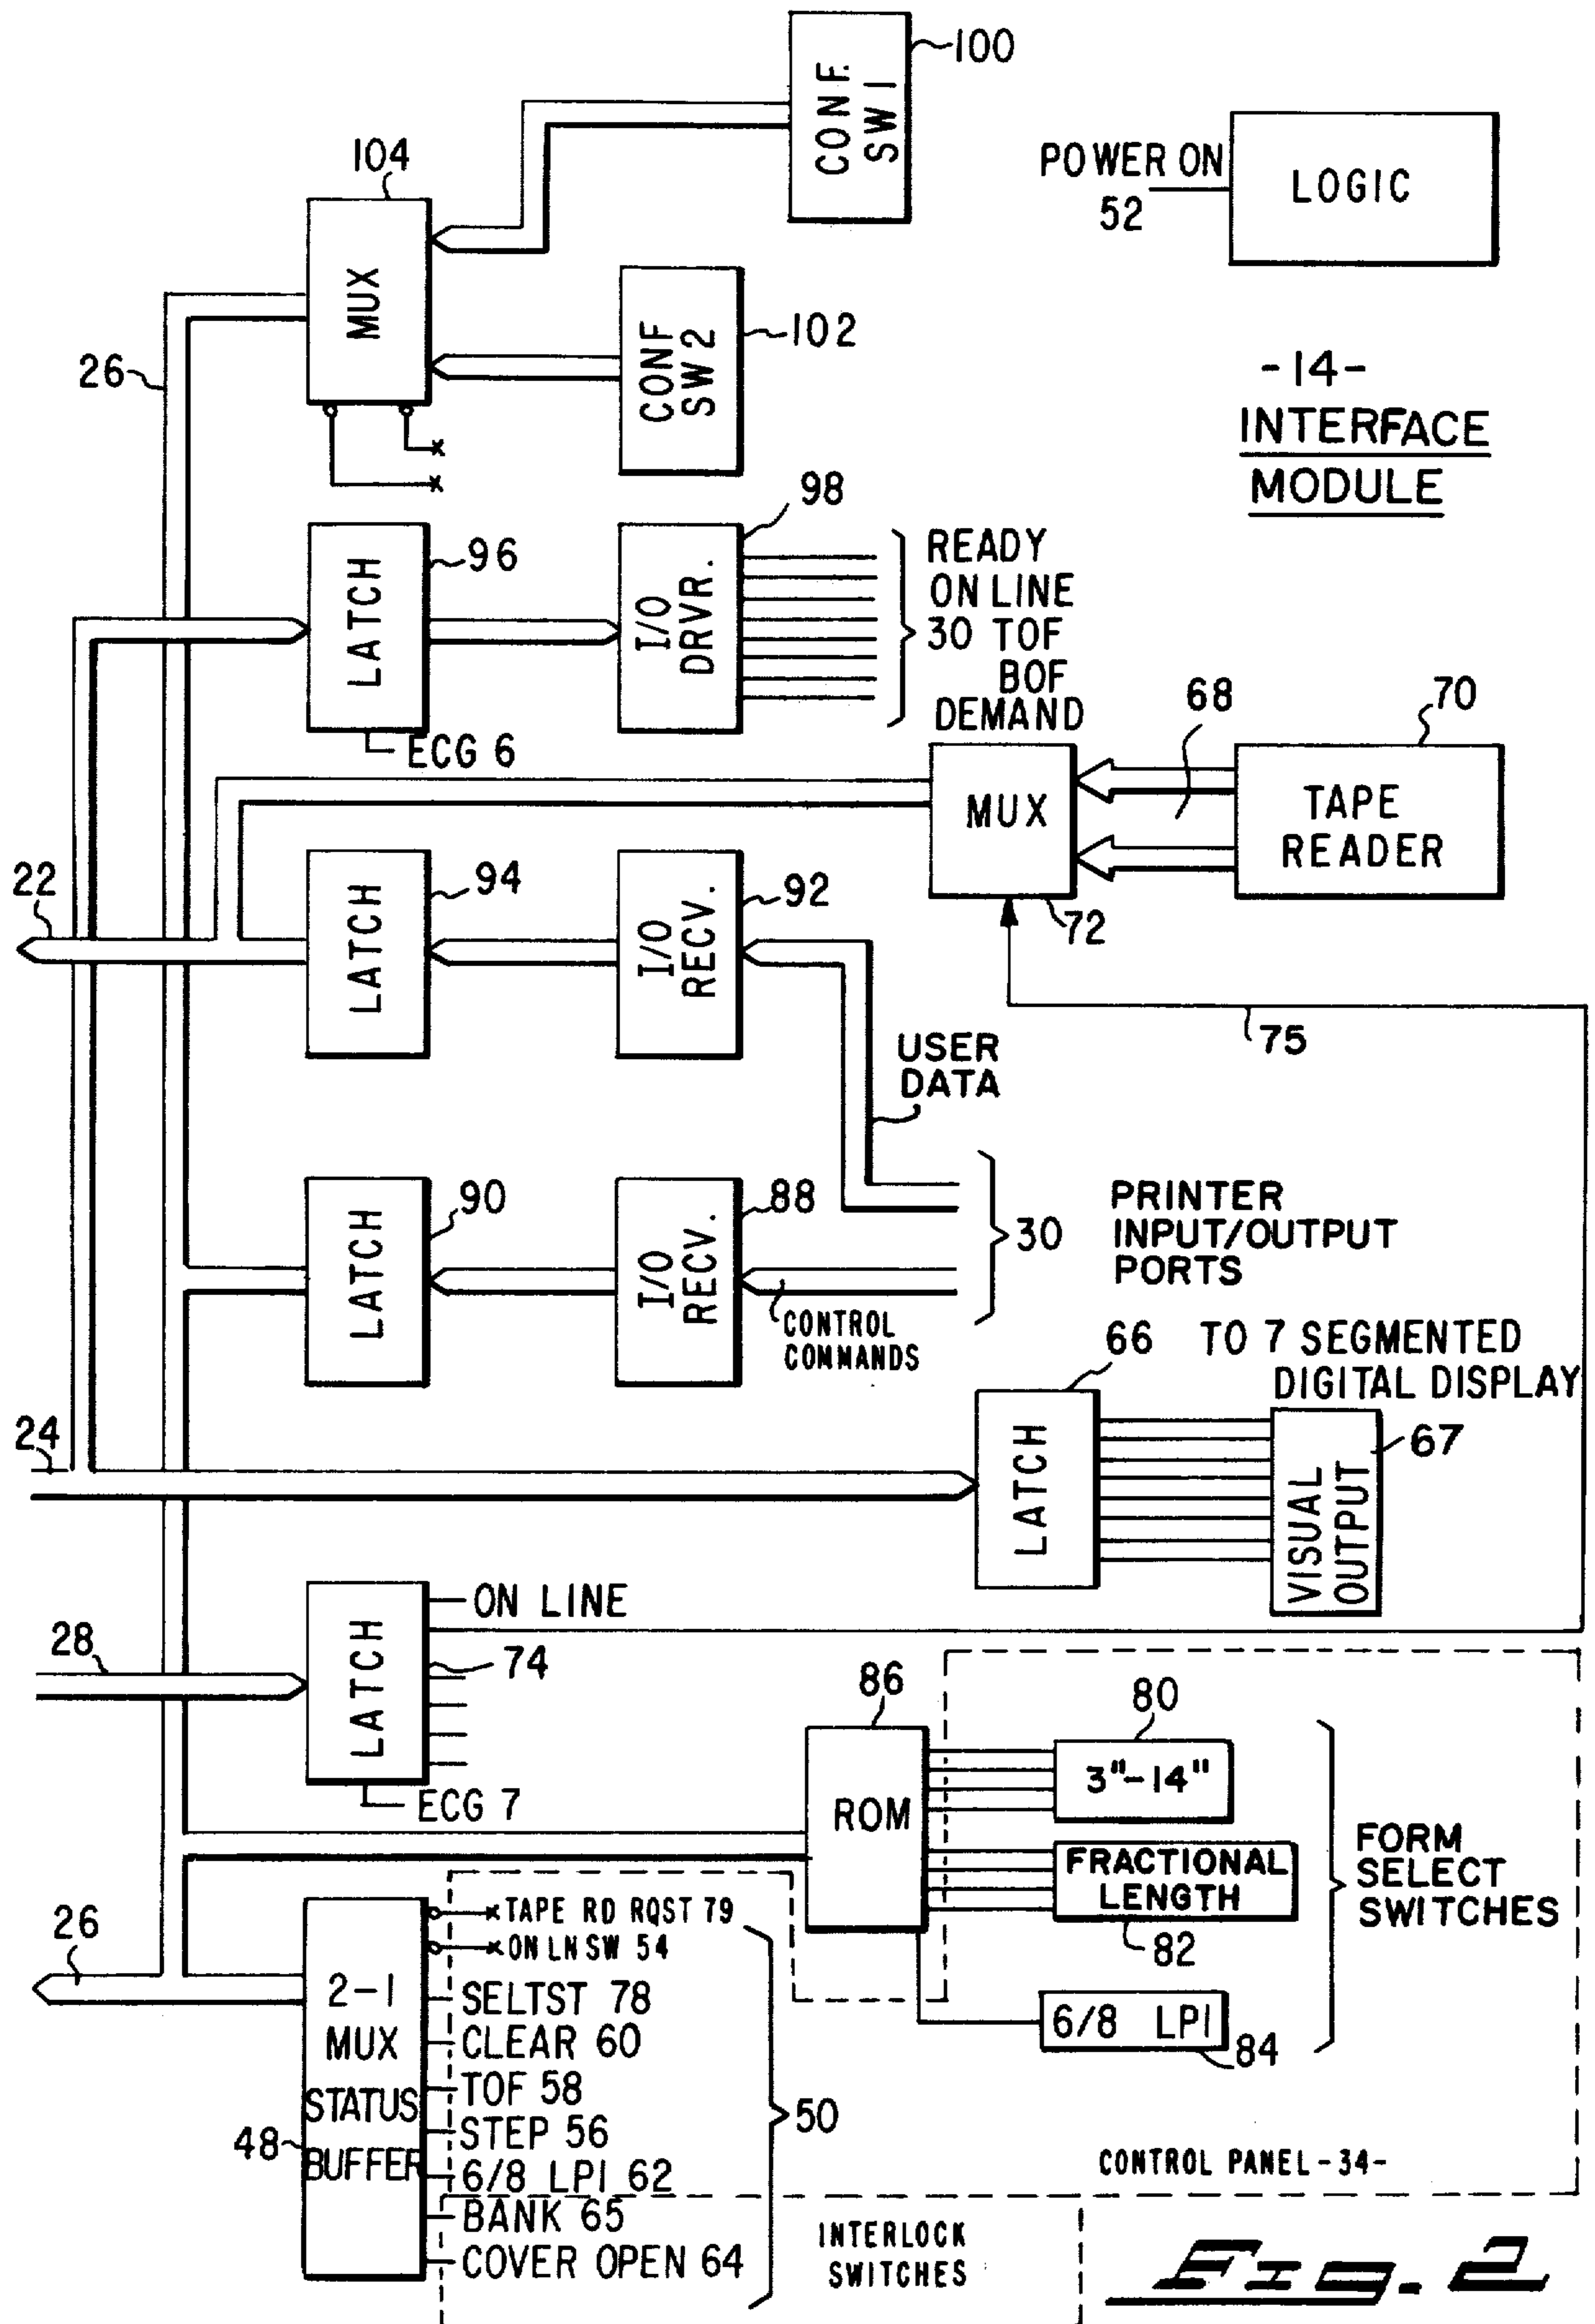 100
CONF.
SW 1
POWER ON
52
LOGIC
104
MUX
102
CONF
SW 2
26
-14-
INTERFACE
MODULE
98
96
LATCH
I/O
DRVR.
READY
ON LINE
30 TOF
BOF
DEMAND
ECG 6
68
70
MUX
TAPE
READER
72
22
94
LATCH
92
I/O
RECV.
75
USER
DATA
90
LATCH
88
I/O
RECV.
30
PRINTER
INPUT/OUTPUT
PORTS
CONTROL
COMMANDS
66
TO 7 SEGMENTED
DIGITAL DISPLAY
24
LATCH
67
VISUAL
OUTPUT
ON LINE
28
LATCH
74
86
80
3"-14"
ECG 7
ROM
FRACTIONAL
LENGTH
82
FORM
SELECT
SWITCHES
TAPE RD RQST 79
ON LN SW 54
26
2-1
MUX
STATUS
BUFFER
48
SELTST 78
CLEAR 60
TOF 58
STEP 56
6/8 LPI 62
BANK 65
COVER OPEN 64
50
6/8 LPI
84
CONTROL PANEL -34-
INTERLOCK
SWITCHES
Fig. 2